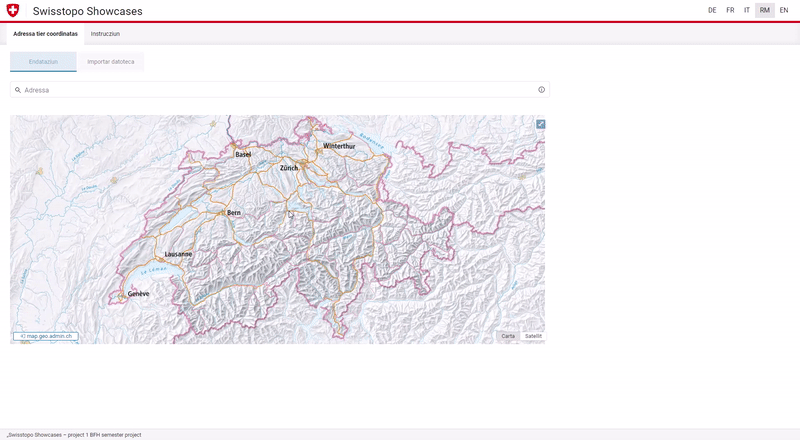 Swisstopo Showcases
DE FR IT RM EN
Adressa tier coordinatas Instrucziun
Endataziun Importar datoteca
Adressa
Bodensee
Winterthur
Basel
Zürich
Bern
Lausanne
Le Léman
Genève
© map.geo.admin.ch
Carta Satellit
„Swisstopo Showcases – project 1 BFH semester project